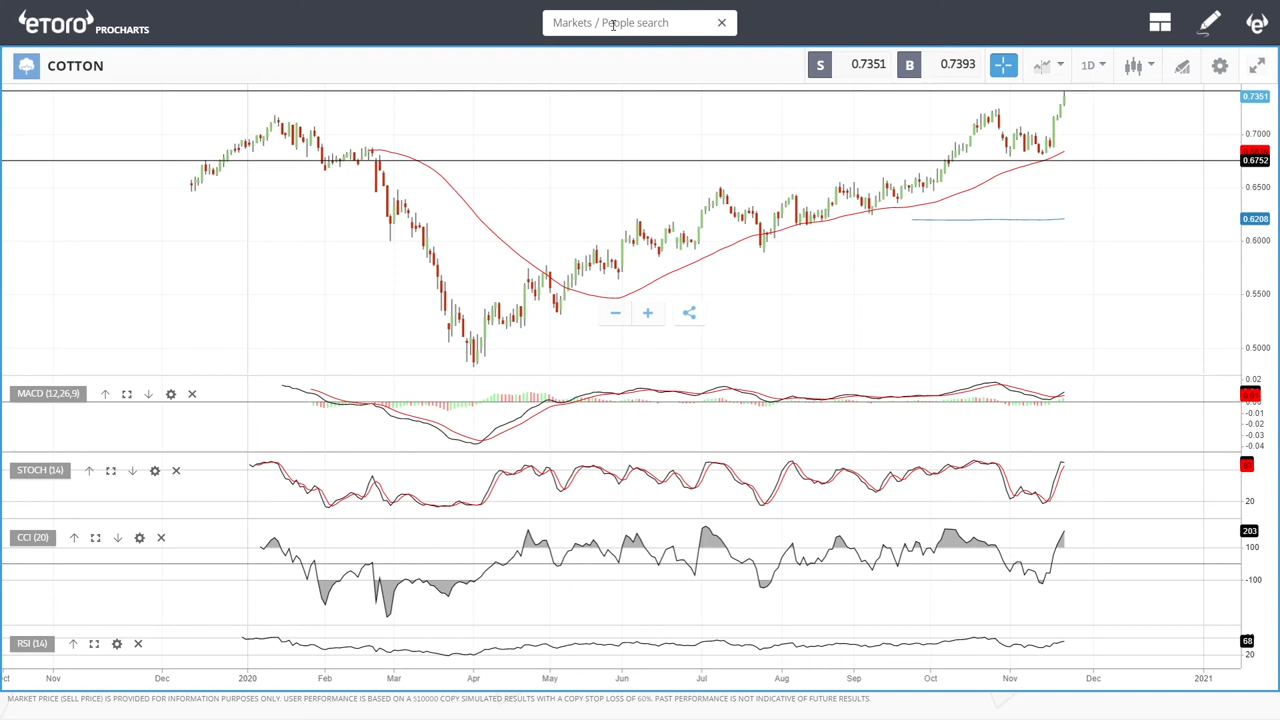 eToro PROCHARTS
Markets / People search
COTTON
S 0.7351 B 0.7393 1D
0.7351
0.7000
0.6752
0.6500
0.6208
0.6000
0.5500
0.5000
MACD (12,26,9)
0.02
0.00
-0.01
-0.02
-0.03
-0.04
STOCH (14)
20
CCI (20)
203
100
-100
RSI (14)
68
20
Nov Dec 2020 Feb Mar Apr May Jun Jul Aug Sep Oct Nov Dec 2021
MARKET PRICE (SELL PRICE) IS PROVIDED FOR INFORMATION PURPOSES ONLY. USER PERFORMANCE IS BASED ON A $10000 COPY SIMULATED RESULTS WITH A COPY STOP LOSS OF 60%. PAST PERFORMANCE IS NOT INDICATIVE OF FUTURE RESULTS.